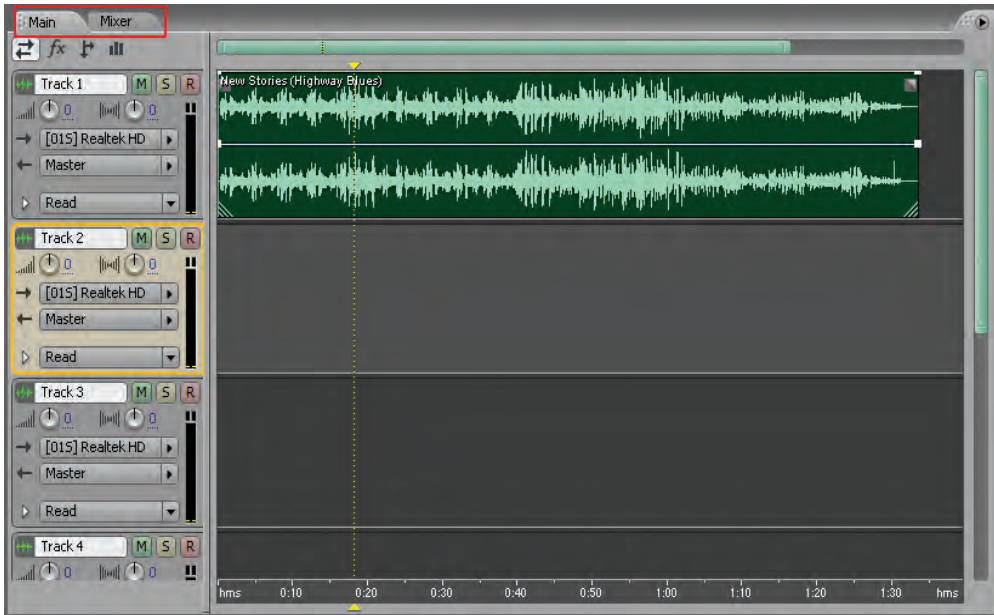 Main Mixer
fx
Track 1 M S R
New Stories (Highway Blues)
0 0
[01S] Realtek HD
Master
Read
Track 2 M S R
0 0
[01S] Realtek HD
Master
Read
Track 3 M S R
0 0
[01S] Realtek HD
Master
Read
Track 4 M S R
0 0
hms 0:10 0:20 0:30 0:40 0:50 1:00 1:10 1:20 1:30 hms